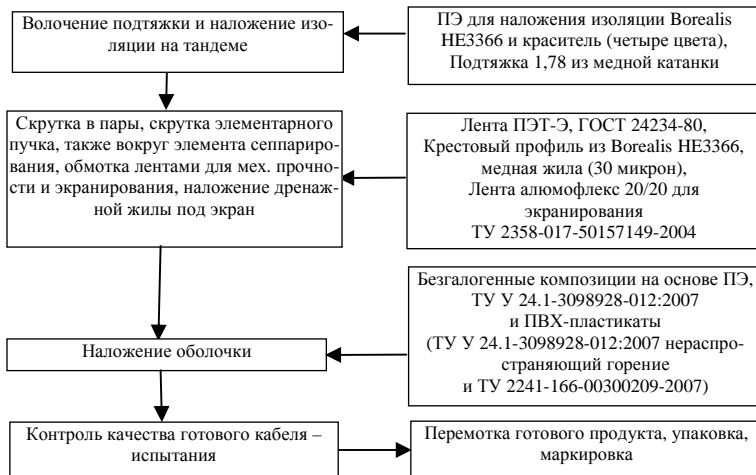 Волочение подтяжки и наложение изо-
ляции на тандеме
ПЭ для наложения изоляции Borealis
HE3366 и краситель (четыре цвета),
Подтяжка 1,78 из медной катанки
Скрутка в пары, скрутка элементарного
пучка, также вокруг элемента сеппариро-
вания, обмотка лентами для мех. прочно-
сти и экранирования, наложение дренаж-
ной жилы под экран
Лента ПЭТ-Э, ГОСТ 24234-80,
Крестовый профиль из Borealis HE3366,
медная жила (30 микрон),
Лента алюмофлекс 20/20 для
экранирования
ТУ 2358-017-50157149-2004
Безгалогенные композиции на основе ПЭ,
ТУ У 24.1-3098928-012:2007
и ПВХ-пластикаты
(ТУ У 24.1-3098928-012:2007 нераспро-
страняющий горение
и ТУ 2241-166-00300209-2007)
Наложение оболочки
Контроль качества готового кабеля –
испытания
Перемотка готового продукта, упаковка,
маркировка